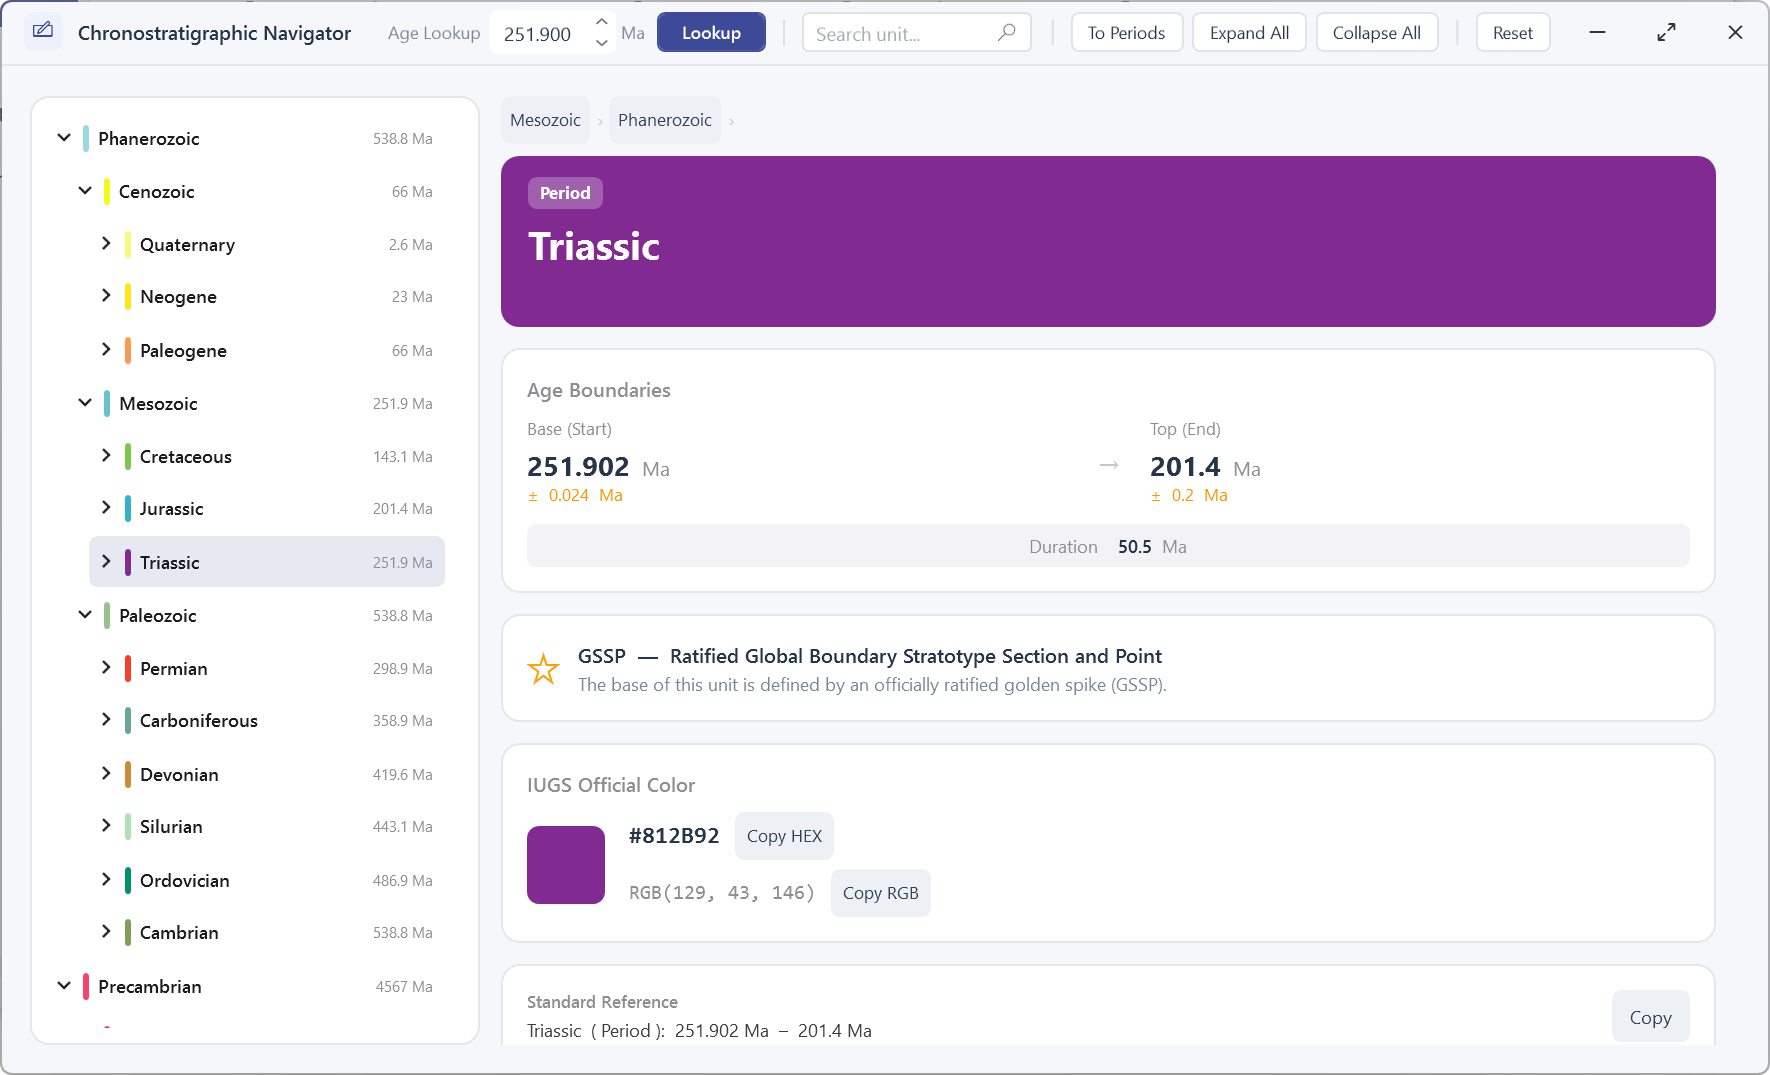 Chronostratigraphic Navigator Age Lookup 251.900 Ma Lookup Search unit... To Periods Expand All Collapse All Reset
Phanerozoic 538.8 Ma
Cenozoic 66 Ma
Quaternary 2.6 Ma
Neogene 23 Ma
Paleogene 66 Ma
Mesozoic 251.9 Ma
Cretaceous 143.1 Ma
Jurassic 201.4 Ma
Triassic 251.9 Ma
Paleozoic 538.8 Ma
Permian 298.9 Ma
Carboniferous 358.9 Ma
Devonian 419.6 Ma
Silurian 443.1 Ma
Ordovician 486.9 Ma
Cambrian 538.8 Ma
Precambrian 4567 Ma
Mesozoic › Phanerozoic ›
Period
Triassic
Age Boundaries
Base (Start)
251.902 Ma
± 0.024 Ma
→
Top (End)
201.4 Ma
± 0.2 Ma
Duration 50.5 Ma
GSSP — Ratified Global Boundary Stratotype Section and Point
The base of this unit is defined by an officially ratified golden spike (GSSP).
IUGS Official Color
#812B92 Copy HEX
RGB(129, 43, 146) Copy RGB
Standard Reference
Triassic ( Period ): 251.902 Ma – 201.4 Ma
Copy